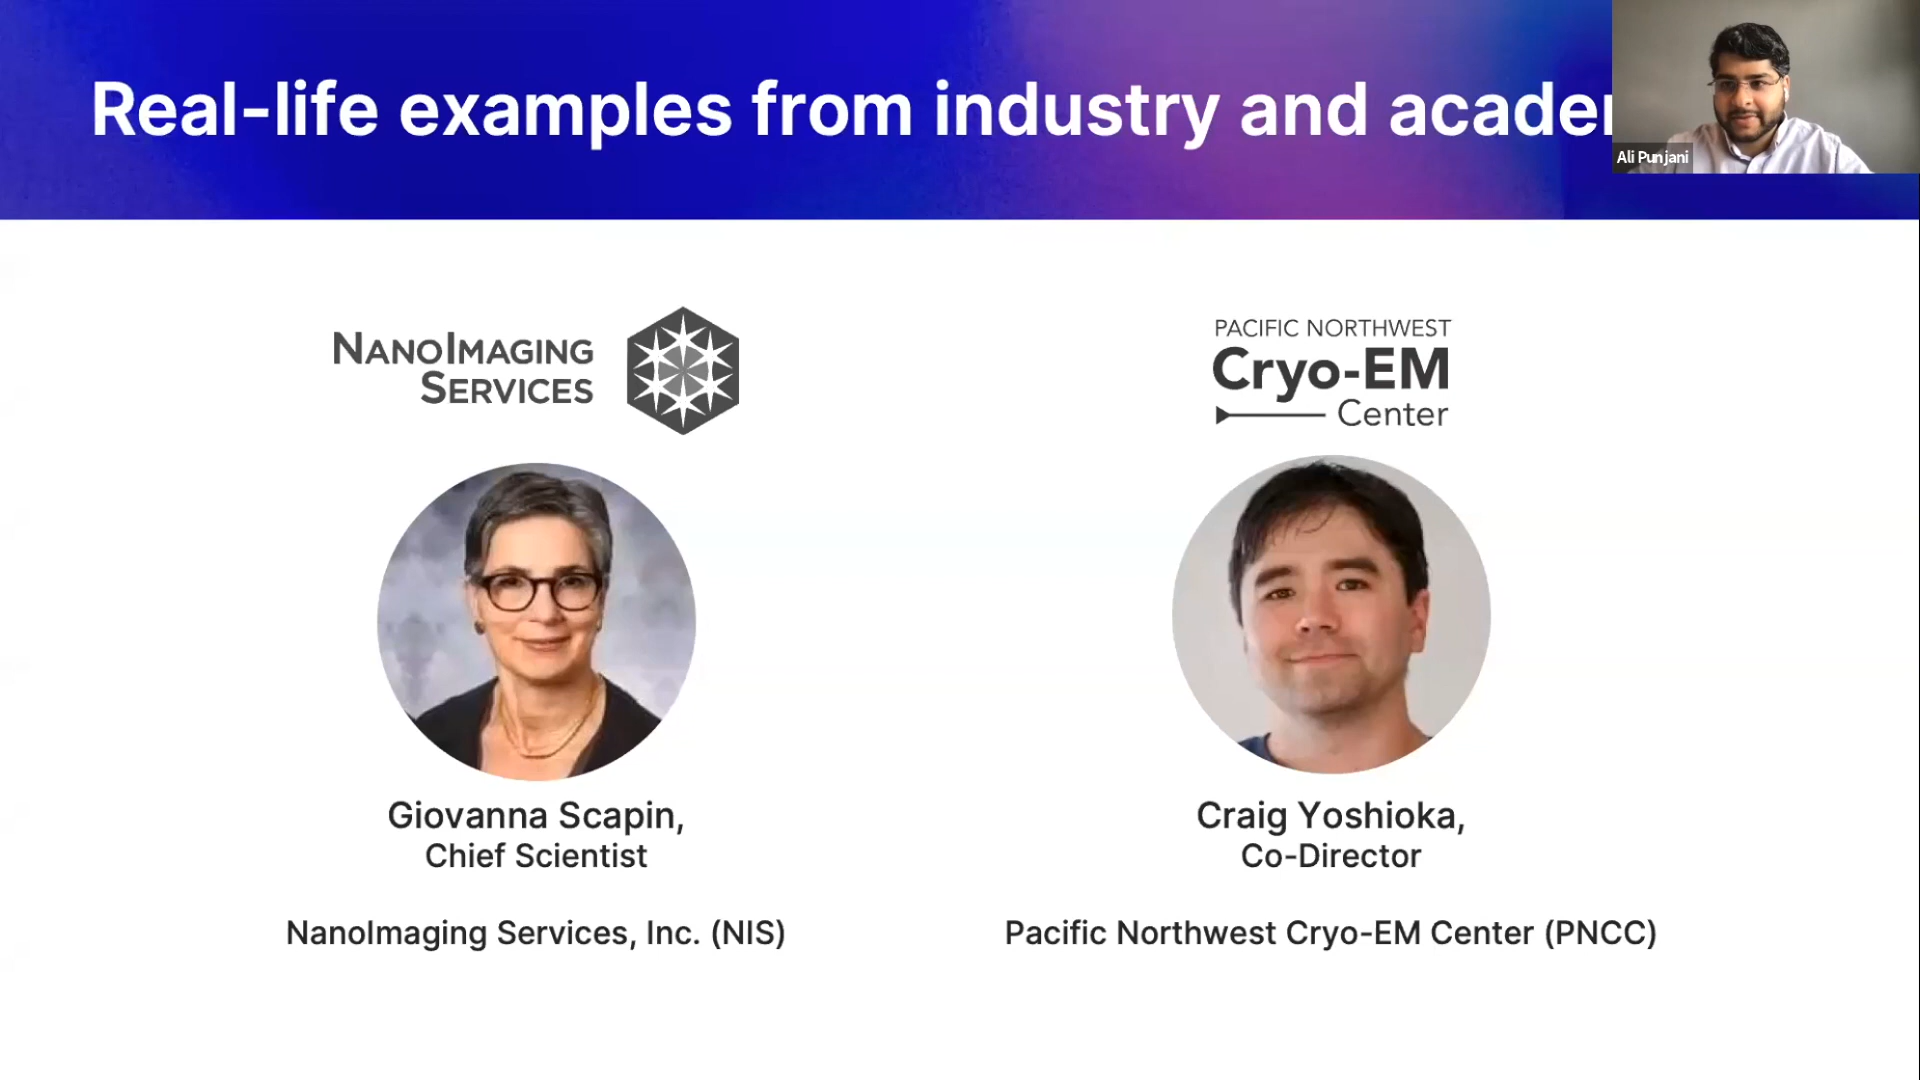 Real-life examples from industry and acade
Ali Punjani
NANOIMAGING
SERVICES
PACIFIC NORTHWEST
Cryo-EM
Center
Giovanna Scapin,
Chief Scientist
NanoImaging Services, Inc. (NIS)
Craig Yoshioka,
Co-Director
Pacific Northwest Cryo-EM Center (PNCC)